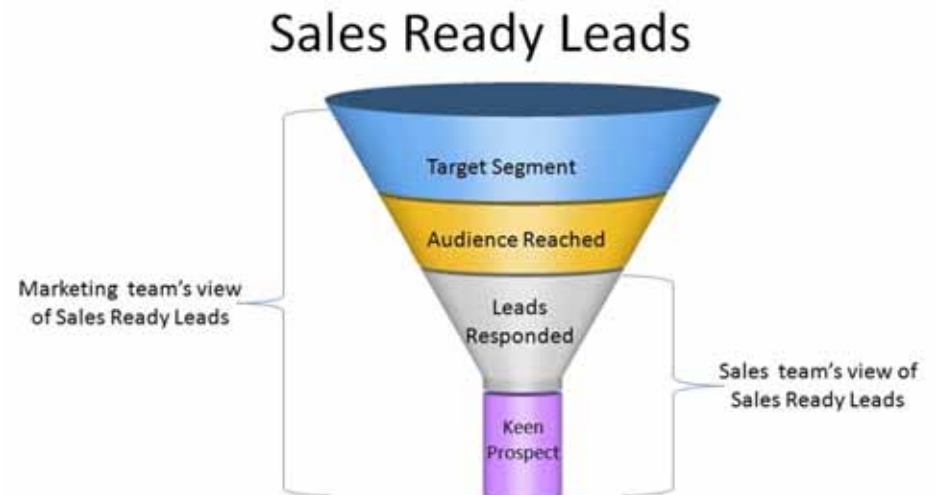 Sales Ready Leads
Target Segment
Audience Reached
Marketing team's view
of Sales Ready Leads
Leads
Responded
Sales team's view of
Sales Ready Leads
Keen
Prospect